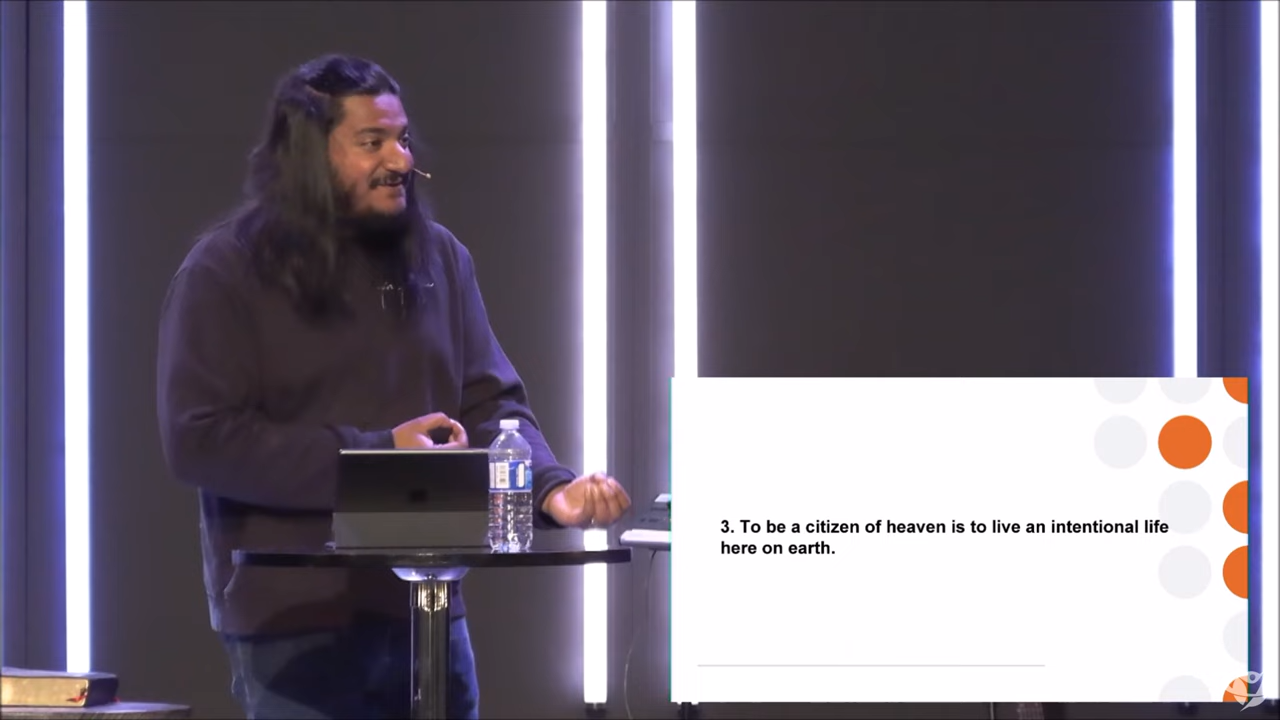 3. To be a citizen of heaven is to live an intentional life
here on earth.